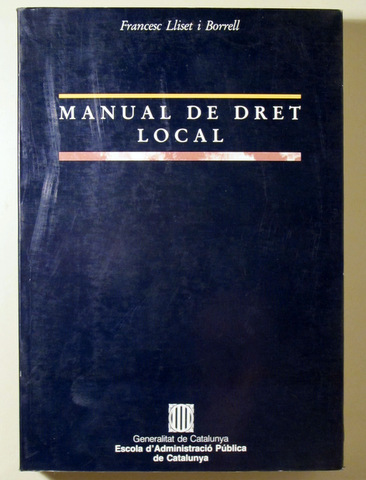 Francesc Lliset i Borrell
MANUAL DE DRET
LOCAL
Generalitat de Catalunya
Escola d'Administració Pública
de Catalunya